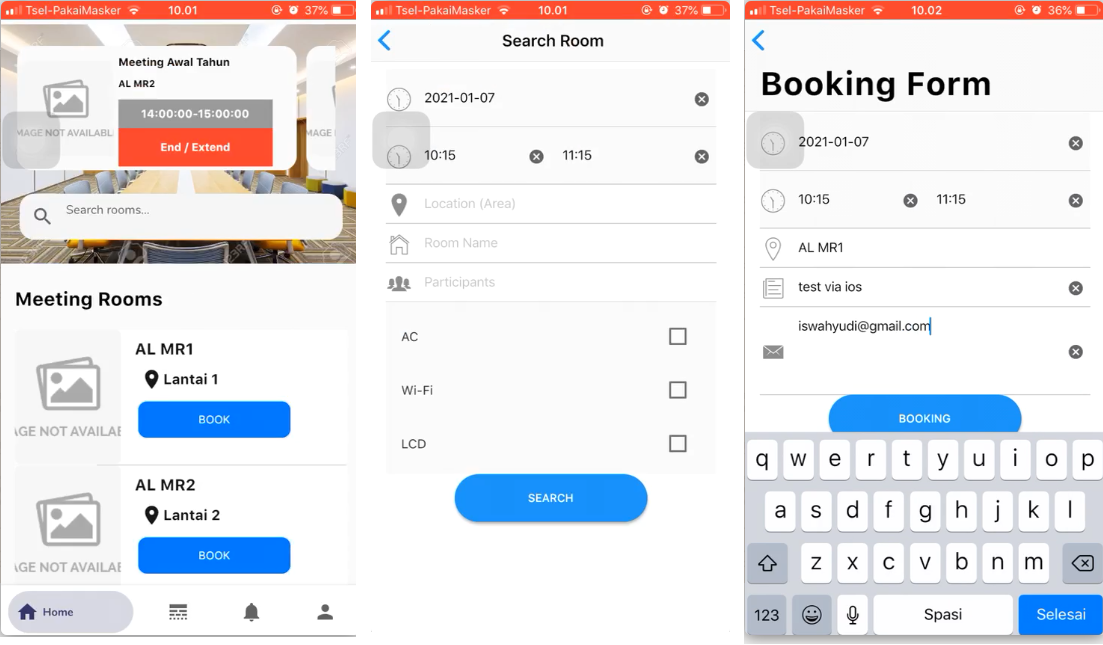 Tsel-PakaiMasker 10.01 37%
Meeting Awal Tahun
AL MR2
14:00:00-15:00:00
End / Extend
MAGE NOT AVAILABL
MAGE
Search rooms...
Meeting Rooms
AL MR1
Lantai 1
BOOK
AGE NOT AVAILAB
AL MR2
Lantai 2
BOOK
AGE NOT AVAILAB
Home
Tsel-PakaiMasker 10.01 37%
Search Room
2021-01-07
10:15 11:15
Location (Area)
Room Name
Participants
AC
Wi-Fi
LCD
SEARCH
Tsel-PakaiMasker 10.02 36%
Booking Form
2021-01-07
10:15 11:15
AL MR1
test via ios
iswahyudi@gmail.com
BOOKING
q w e r t y u i o p
a s d f g h j k l
z x c v b n m
123 Spasi Selesai